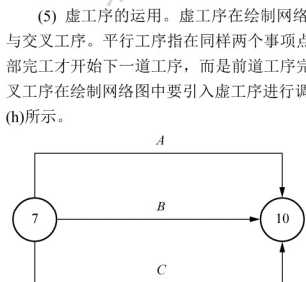 (5) 虚工序的运用。虚工序在绘制网络
与交叉工序。平行工序指在同样两个事项点
部完工才开始下一道工序，而是前道工序完
叉工序在绘制网络图中要引入虚工序进行调
(h)所示。
A
7
B
10
C